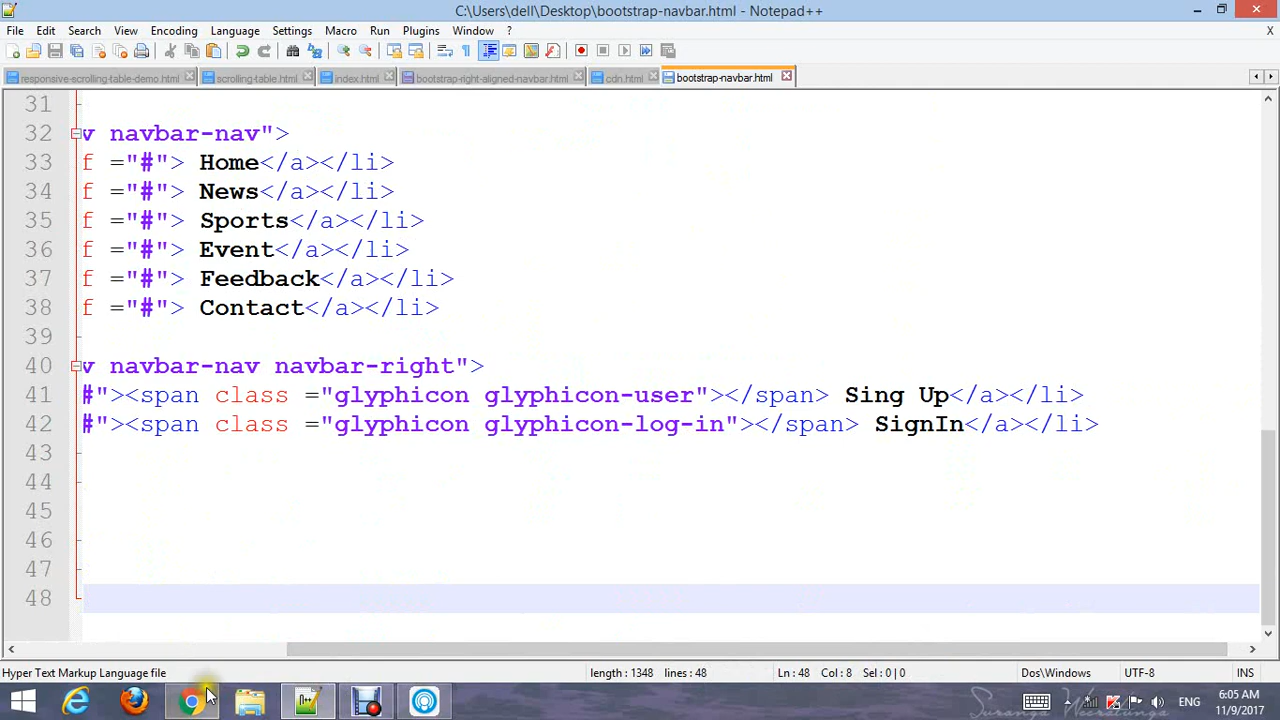 C:\Users\dell\Desktop\bootstrap-navbar.html - Notepad++
File Edit Search View Encoding Language Settings Macro Run Plugins Window ? X
responsive-scrolling-table-demo.html scrolling-table.html index.html bootstrap-right-aligned-navbar.html cdn.html bootstrap-navbar.html
31
32 v navbar-nav">
33 f ="#"> Home</a></li>
34 f ="#"> News</a></li>
35 f ="#"> Sports</a></li>
36 f ="#"> Event</a></li>
37 f ="#"> Feedback</a></li>
38 f ="#"> Contact</a></li>
39
40 v navbar-nav navbar-right">
41 #"><span class ="glyphicon glyphicon-user"></span> Sing Up</a></li>
42 #"><span class ="glyphicon glyphicon-log-in"></span> SignIn</a></li>
43
44
45
46
47
48
Hyper Text Markup Language file length : 1348 lines : 48 Ln : 48 Col : 8 Sel : 0 | 0 Dos\Windows UTF-8 INS
Suranga Weeratunga ENG 6:05 AM
11/9/2017